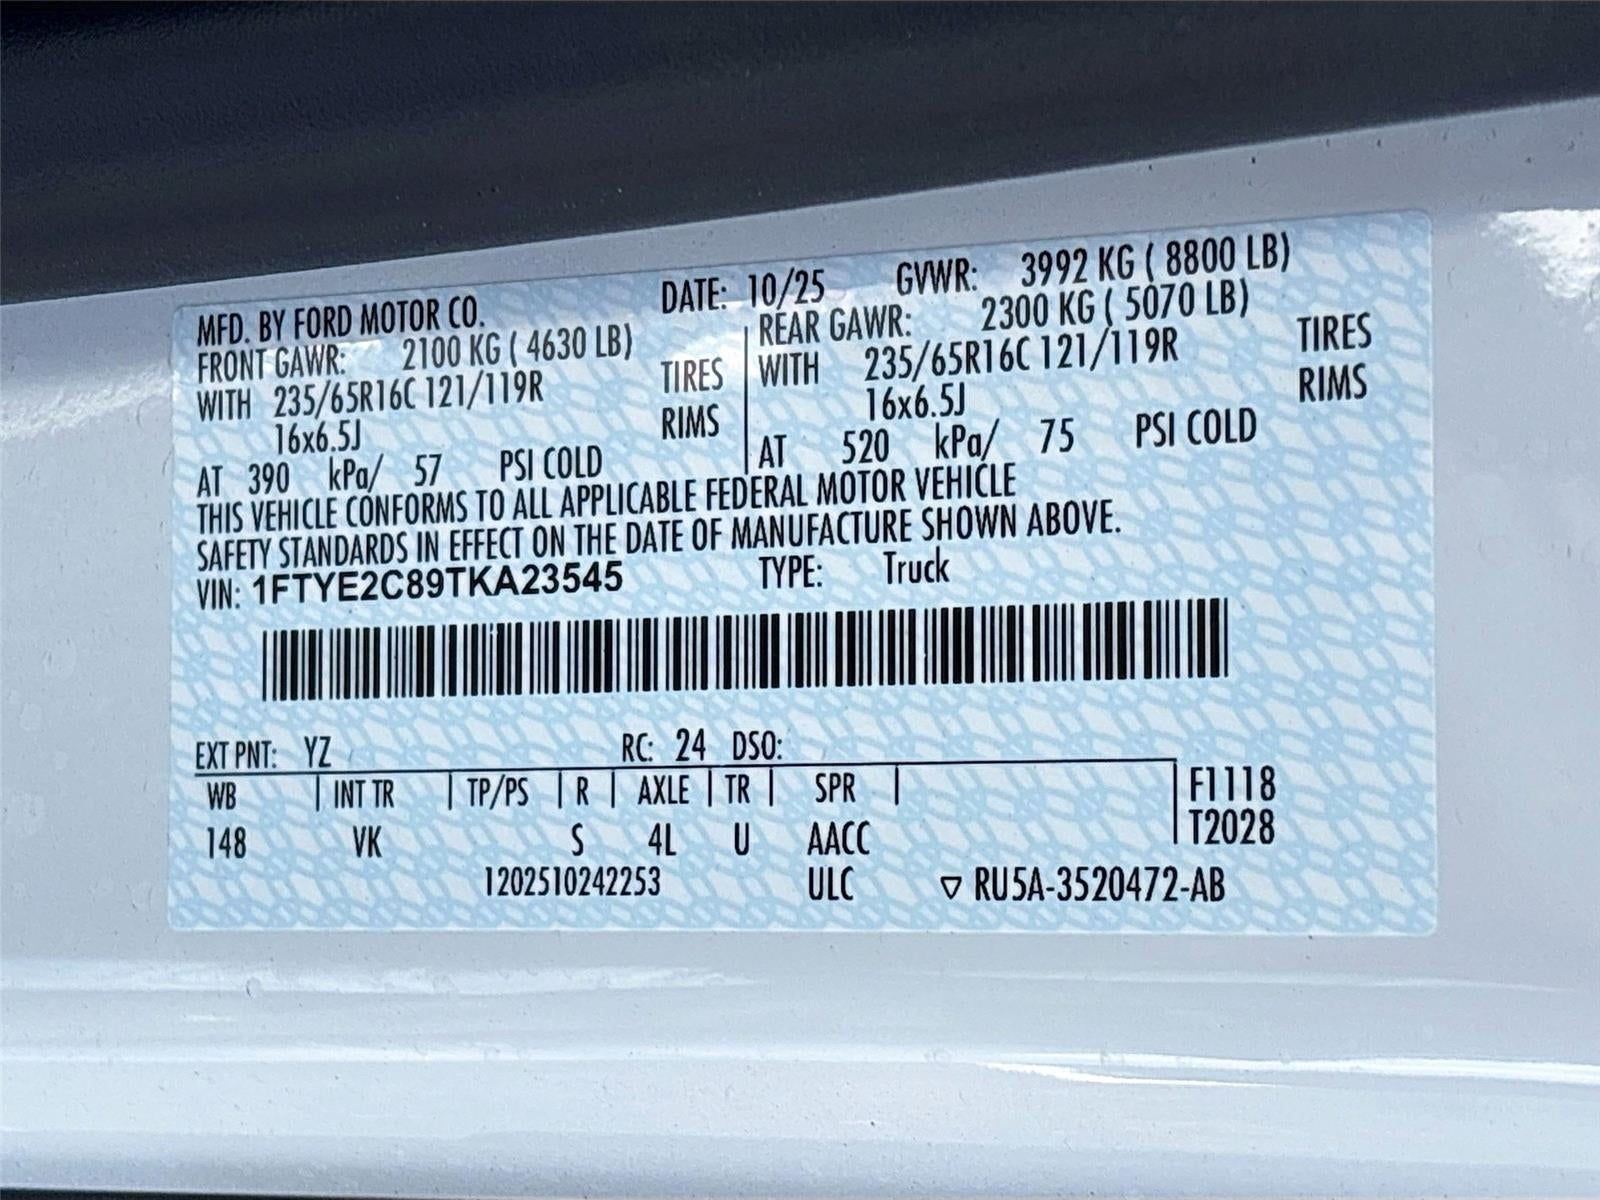 MFD. BY FORD MOTOR CO. DATE: 10/25 GVWR: 3992 KG ( 8800 LB)
FRONT GAWR: 2100 KG ( 4630 LB)
WITH 235/65R16C 121/119R TIRES
16x6.5J RIMS
AT 390 kPa/ 57 PSI COLD
REAR GAWR: 2300 KG ( 5070 LB)
WITH 235/65R16C 121/119R TIRES
16x6.5J RIMS
AT 520 kPa/ 75 PSI COLD
THIS VEHICLE CONFORMS TO ALL APPLICABLE FEDERAL MOTOR VEHICLE
SAFETY STANDARDS IN EFFECT ON THE DATE OF MANUFACTURE SHOWN ABOVE.
VIN: 1FTYE2C89TKA23545 TYPE: Truck
EXT PNT: YZ RC: 24 DSO:
WB | INT TR | TP/PS | R | AXLE | TR | SPR | F1118
148 VK S 4L U AACC T2028
1202510242253 ULC ▽ RU5A-3520472-AB